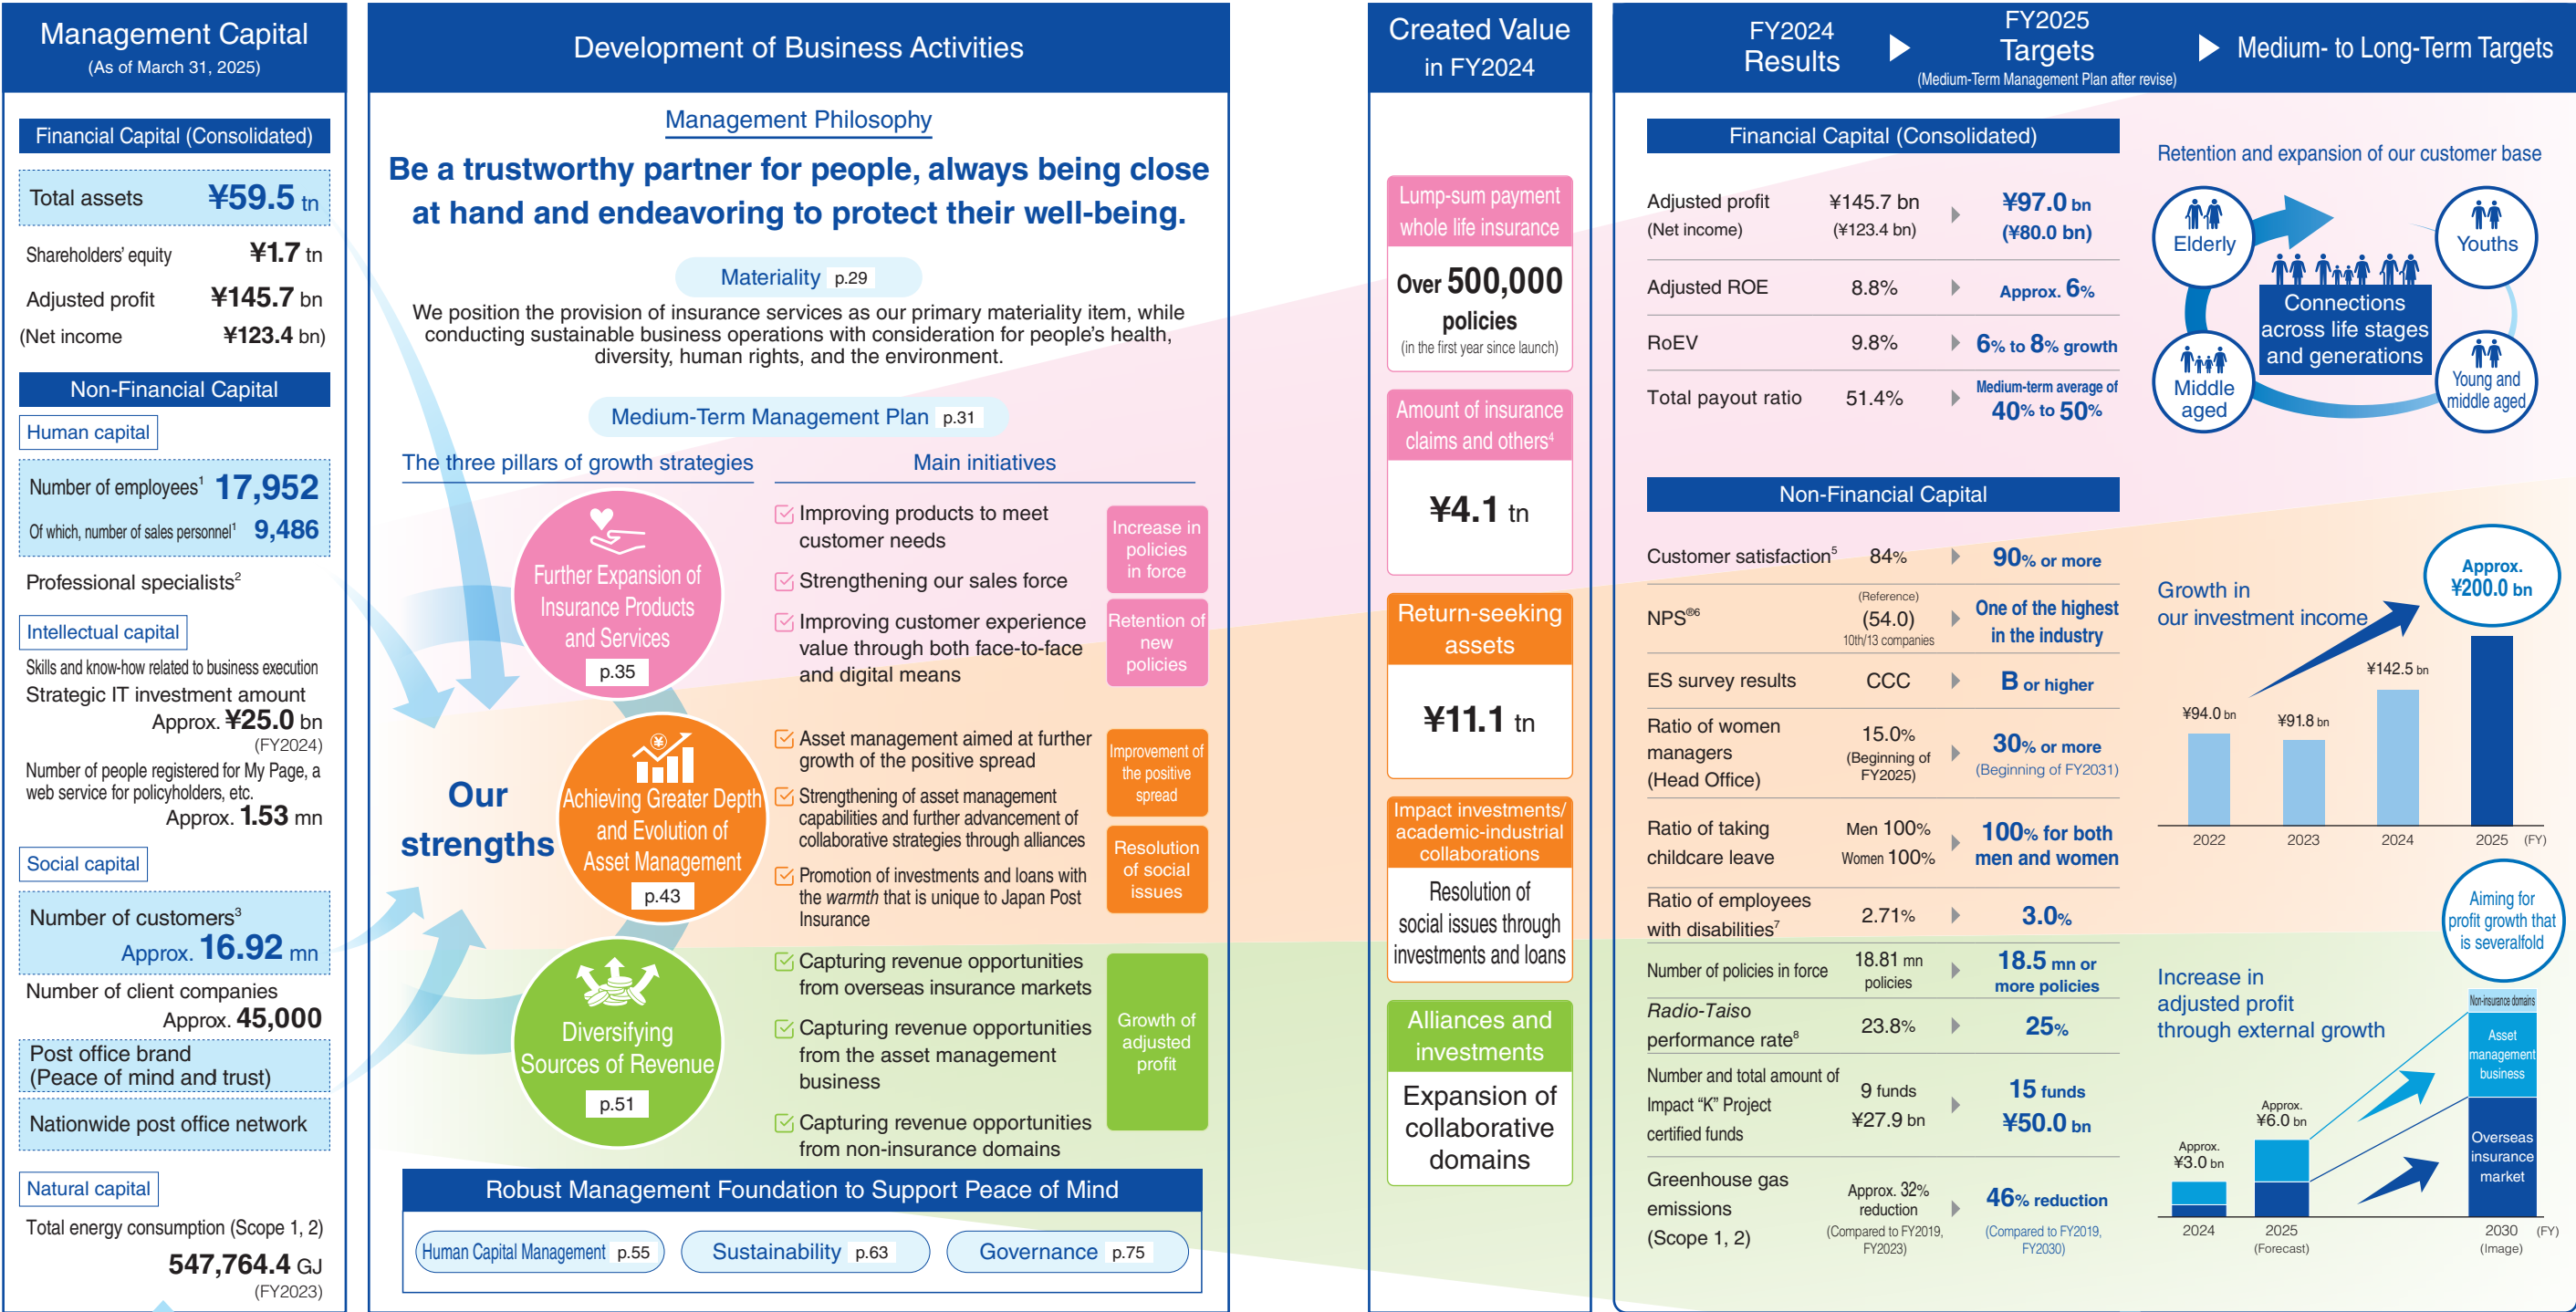 Management Capital
(As of March 31, 2025)
Financial Capital (Consolidated)
Total assets ¥59.5 tn
Shareholders' equity ¥1.7 tn
Adjusted profit ¥145.7 bn
(Net income ¥123.4 bn)
Non-Financial Capital
Human capital
Number of employees¹ 17,952
Of which, number of sales personnel¹ 9,486
Professional specialists²
Intellectual capital
Skills and know-how related to business execution
Strategic IT investment amount
Approx. ¥25.0 bn
(FY2024)
Number of people registered for My Page, a
web service for policyholders, etc.
Approx. 1.53 mn
Social capital
Number of customers³
Approx. 16.92 mn
Number of client companies
Approx. 45,000
Post office brand
(Peace of mind and trust)
Nationwide post office network
Natural capital
Total energy consumption (Scope 1, 2)
547,764.4 GJ
(FY2023)
Development of Business Activities
Management Philosophy
Be a trustworthy partner for people, always being close
at hand and endeavoring to protect their well-being.
Materiality p.29
We position the provision of insurance services as our primary materiality item, while
conducting sustainable business operations with consideration for people's health,
diversity, human rights, and the environment.
Medium-Term Management Plan p.31
The three pillars of growth strategies
Main initiatives
Our
strengths
Further Expansion of
Insurance Products
and Services
p.35
Improving products to meet
customer needs
Strengthening our sales force
Improving customer experience
value through both face-to-face
and digital means
Increase in
policies
in force
Retention of
new
policies
Achieving Greater Depth
and Evolution of
Asset Management
p.43
Asset management aimed at further
growth of the positive spread
Strengthening of asset management
capabilities and further advancement of
collaborative strategies through alliances
Promotion of investments and loans with
the warmth that is unique to Japan Post
Insurance
Improvement of
the positive
spread
Resolution
of social
issues
Diversifying
Sources of Revenue
p.51
Capturing revenue opportunities
from overseas insurance markets
Capturing revenue opportunities
from the asset management
business
Capturing revenue opportunities
from non-insurance domains
Growth of
adjusted
profit
Robust Management Foundation to Support Peace of Mind
Human Capital Management p.55
Sustainability p.63
Governance p.75
Created Value
in FY2024
Lump-sum payment
whole life insurance
Over 500,000
policies
(in the first year since launch)
Amount of insurance
claims and others⁴
¥4.1 tn
Return-seeking
assets
¥11.1 tn
Impact investments/
academic-industrial
collaborations
Resolution of
social issues through
investments and loans
Alliances and
investments
Expansion of
collaborative
domains
FY2024
Results
FY2025
Targets
(Medium-Term Management Plan after revise)
Medium- to Long-Term Targets
Financial Capital (Consolidated)
Adjusted profit ¥145.7 bn ¥97.0 bn
(Net income) (¥123.4 bn) (¥80.0 bn)
Adjusted ROE 8.8% Approx. 6%
RoEV 9.8% 6% to 8% growth
Total payout ratio 51.4% Medium-term average of
40% to 50%
Non-Financial Capital
Customer satisfaction⁵ 84% 90% or more
NPS®⁶ (Reference)
(54.0)
10th/13 companies
One of the highest
in the industry
ES survey results CCC B or higher
Ratio of women
managers
(Head Office)
15.0%
(Beginning of
FY2025)
30% or more
(Beginning of FY2031)
Ratio of taking
childcare leave
Men 100%
Women 100%
100% for both
men and women
Ratio of employees
with disabilities⁷
2.71%
3.0%
Number of policies in force
18.81 mn
policies
18.5 mn or
more policies
Radio-Taiso
performance rate⁸
23.8%
25%
Number and total amount of
Impact “K” Project
certified funds
9 funds
¥27.9 bn
15 funds
¥50.0 bn
Greenhouse gas
emissions
(Scope 1, 2)
Approx. 32%
reduction
(Compared to FY2019,
FY2023)
46% reduction
(Compared to FY2019,
FY2030)
Retention and expansion of our customer base
Elderly
Youths
Connections
across life stages
and generations
Middle
aged
Young and
middle aged
Growth in
our investment income
Approx.
¥200.0 bn
¥94.0 bn
¥91.8 bn
¥142.5 bn
2022 2023 2024 2025 (FY)
Aiming for
profit growth that
is severalfold
Increase in
adjusted profit
through external growth
Non-insurance domains
Asset
management
business
Overseas
insurance
market
Approx.
¥3.0 bn
Approx.
¥6.0 bn
2024 2025 2030 (FY)
(Forecast) (Image)